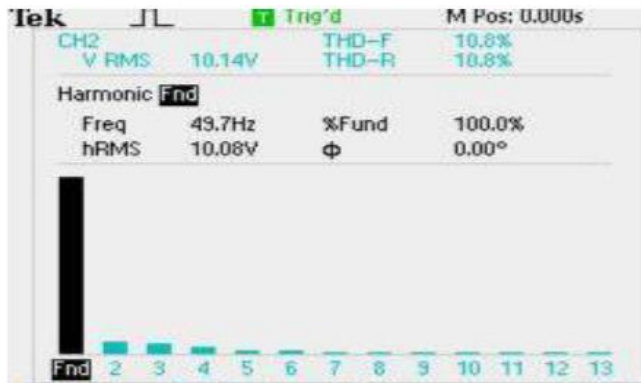 Tek T Trig'd M Pos: 0.000s
CH2 THD-F 10.8%
V RMS 10.14V THD-R 10.8%
Harmonic Fnd
Freq 49.7Hz %Fund 100.0%
hRMS 10.08V Φ 0.00°
Fnd 2 3 4 5 6 7 8 9 10 11 12 13